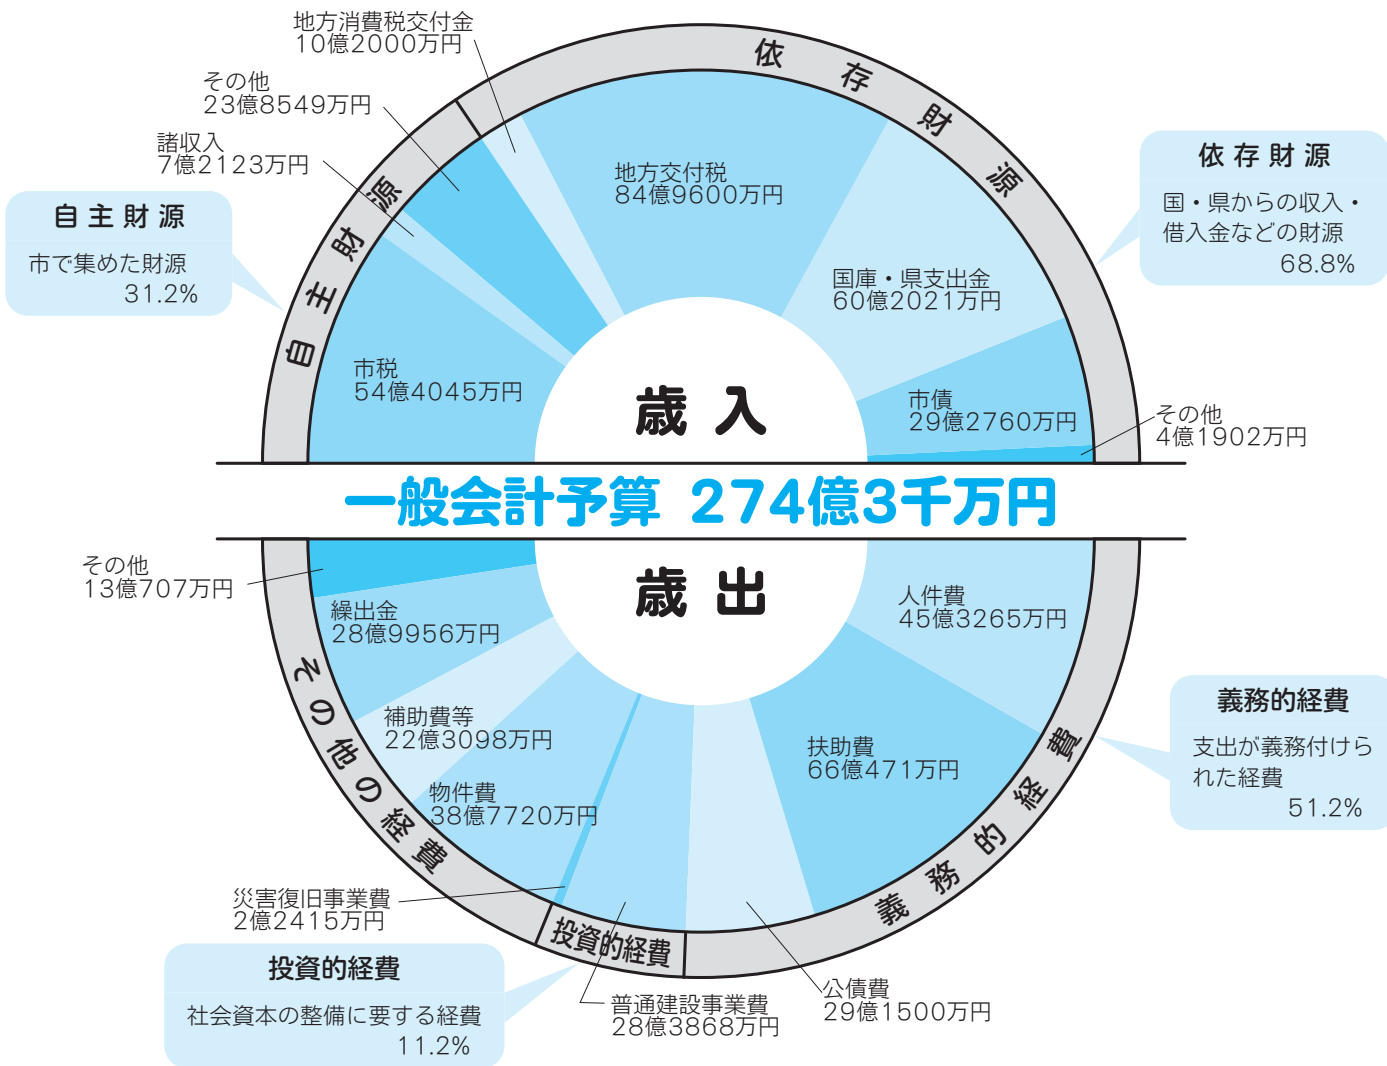 地方消費税交付金
10億2000万円
その他
23億8549万円
諸収入
7億2123万円
自主財源
市で集めた財源
31.2%
自主財源
市税
54億4045万円
依存財源
地方交付税
84億9600万円
国庫・県支出金
60億2021万円
市債
29億2760万円
その他
4億1902万円
依存財源
国・県からの収入・
借入金などの財源
68.8%
歳入
一般会計予算 274億3千万円
歳出
その他
13億707万円
繰出金
28億9956万円
補助費等
22億3098万円
物件費
38億7720万円
その他の経費
災害復旧事業費
2億2415万円
投資的経費
投資的経費
社会資本の整備に要する経費
11.2%
普通建設事業費
28億3868万円
公債費
29億1500万円
扶助費
66億471万円
人件費
45億3265万円
義務的経費
義務的経費
支出が義務付けら
れた経費
51.2%